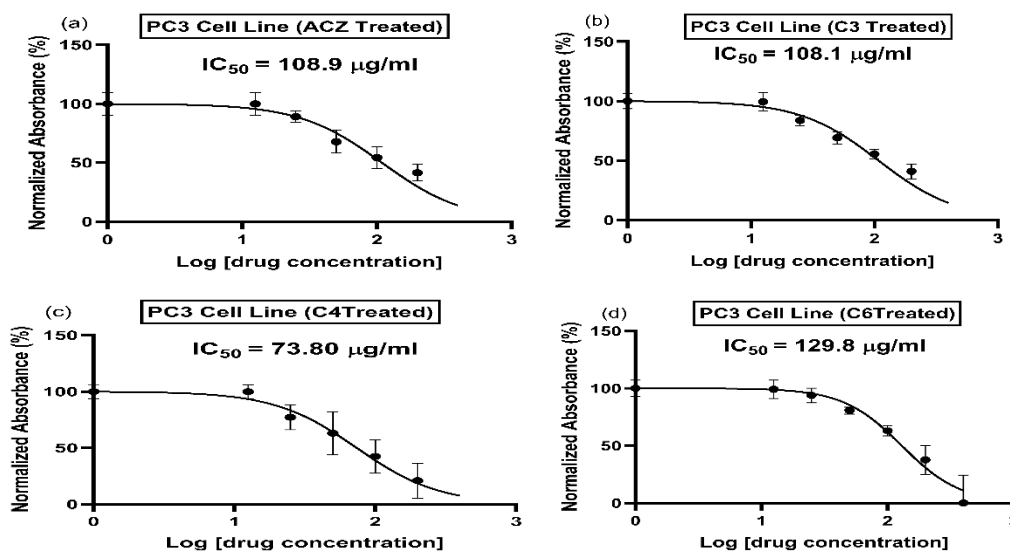 (a)
PC3 Cell Line (ACZ Treated)
IC50 = 108.9 μg/ml
Normalized Absorbance (%)
150
100
50
0
0 1 2 3
Log [drug concentration]
(b)
PC3 Cell Line (C3 Treated)
IC50 = 108.1 μg/ml
Normalized Absorbance (%)
150
100
50
0
0 1 2 3
Log [drug concentration]
(c)
PC3 Cell Line (C4Treated)
IC50 = 73.80 μg/ml
Normalized Absorbance (%)
150
100
50
0
0 1 2 3
Log [drug concentration]
(d)
PC3 Cell Line (C6Treated)
IC50 = 129.8 μg/ml
Normalized Absorbance (%)
150
100
50
0
0 1 2
Log [drug concentration]